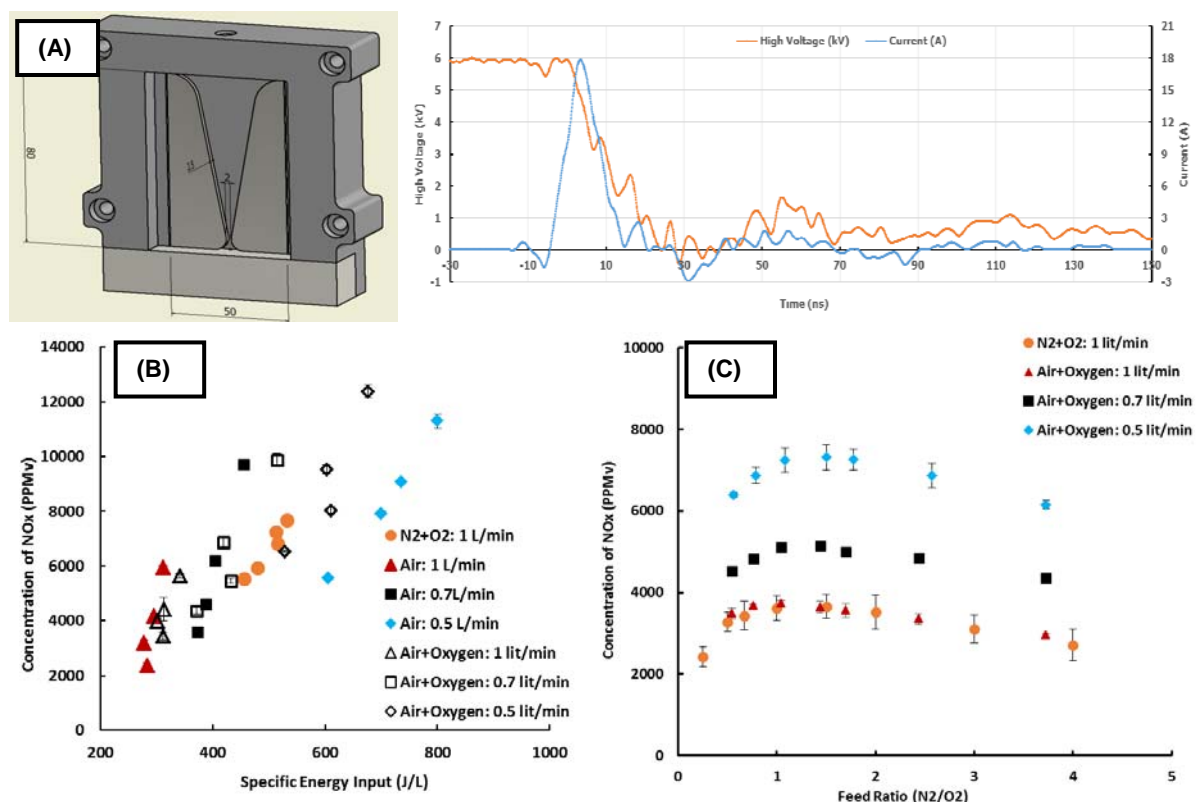 (A)
80
15
2
50
7
6
5
4
3
2
1
0
-1
High Voltage (kV)
High Voltage (kV)
Current (A)
21
18
15
12
9
6
3
0
-3
Current (A)
-30
-10
10
30
50
70
90
110
130
150
Time (ns)
(B)
14000
12000
10000
8000
6000
4000
2000
0
Concentration of NOx (PPMv)
N2+O2: 1 L/min
Air: 1 L/min
Air: 0.7L/min
Air: 0.5 L/min
Air+Oxygen: 1 lit/min
Air+Oxygen: 0.7 lit/min
Air+Oxygen: 0.5 lit/min
200
400
600
800
1000
Specific Energy Input (J/L)
(C)
10000
8000
6000
4000
2000
0
Concentration of NOx (PPMv)
N2+O2: 1 lit/min
Air+Oxygen: 1 lit/min
Air+Oxygen: 0.7 lit/min
Air+Oxygen: 0.5 lit/min
0
1
2
3
4
5
Feed Ratio (N2/O2)